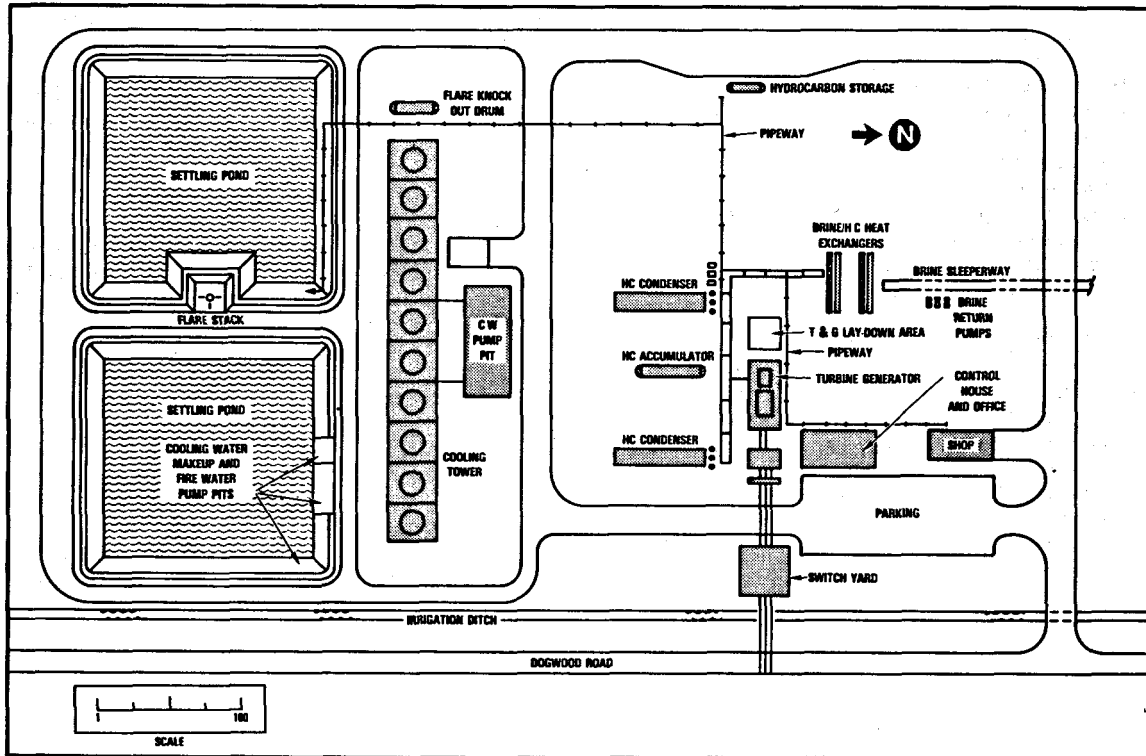 FLARE KNOCK
OUT DRUM
HYDROCARBON STORAGE
PIPEWAY
N
SETTLING POND
BRINE/H C HEAT
EXCHANGERS
BRINE SLEEPERWAY
HC CONDENSER
BRINE
RETURN
PUMPS
FLARE STACK
C W
PUMP
PIT
T & G LAY-DOWN AREA
PIPEWAY
HC ACCUMULATOR
TURBINE GENERATOR
CONTROL
HOUSE
AND OFFICE
SETTLING POND
COOLING WATER
MAKEUP AND
FIRE WATER
PUMP PITS
COOLING
TOWER
HC CONDENSER
SHOP
PARKING
SWITCH YARD
IRRIGATION DITCH
DOGWOOD ROAD
1 100
SCALE